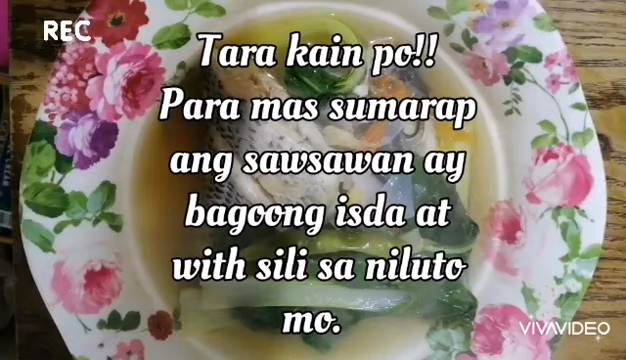 REC
Tara kain po!!
Para mas sumarap
ang sawsawan ay
bagoong isda at
with sili sa niluto
mo.
VIVAVIDEO